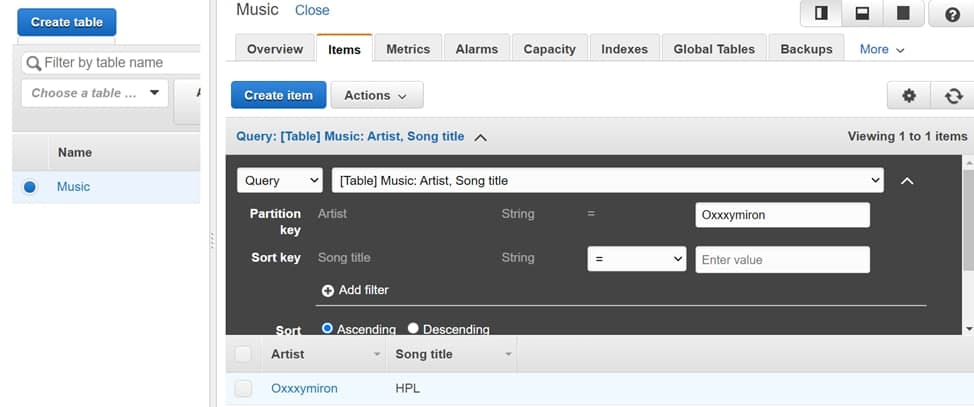 Create table
Filter by table name
Choose a table ...
Name
Music
Music Close
Overview Items Metrics Alarms Capacity Indexes Global Tables Backups More
Create item Actions
Query: [Table] Music: Artist, Song title Viewing 1 to 1 items
Query [Table] Music: Artist, Song title
Partition key Artist String = Oxxxymiron
Sort key Song title String = Enter value
Add filter
Sort Ascending Descending
Artist Song title
Oxxxymiron HPL